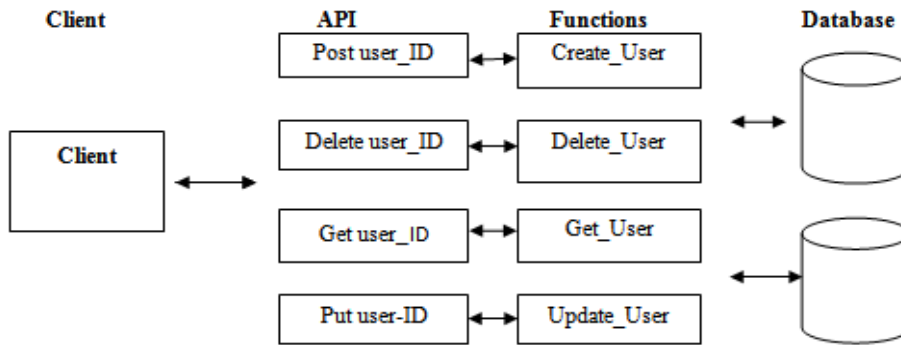 Client
API
Functions
Database
Post user_ID
Create_User
Client
Delete user_ID
Delete_User
Get user_ID
Get_User
Put user-ID
Update_User